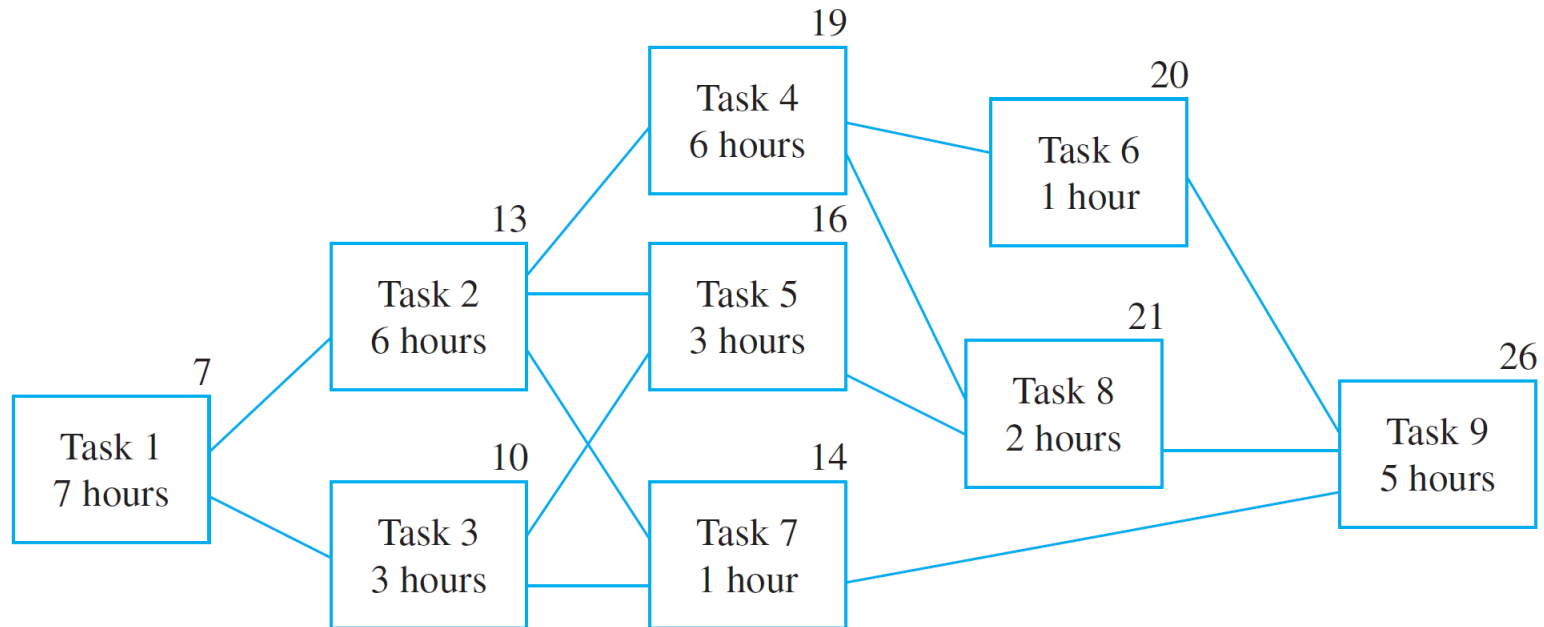 19
Task 4
6 hours
20
Task 6
1 hour
13
Task 2
6 hours
16
Task 5
3 hours
21
Task 8
2 hours
7
Task 1
7 hours
26
Task 9
5 hours
10
Task 3
3 hours
14
Task 7
1 hour